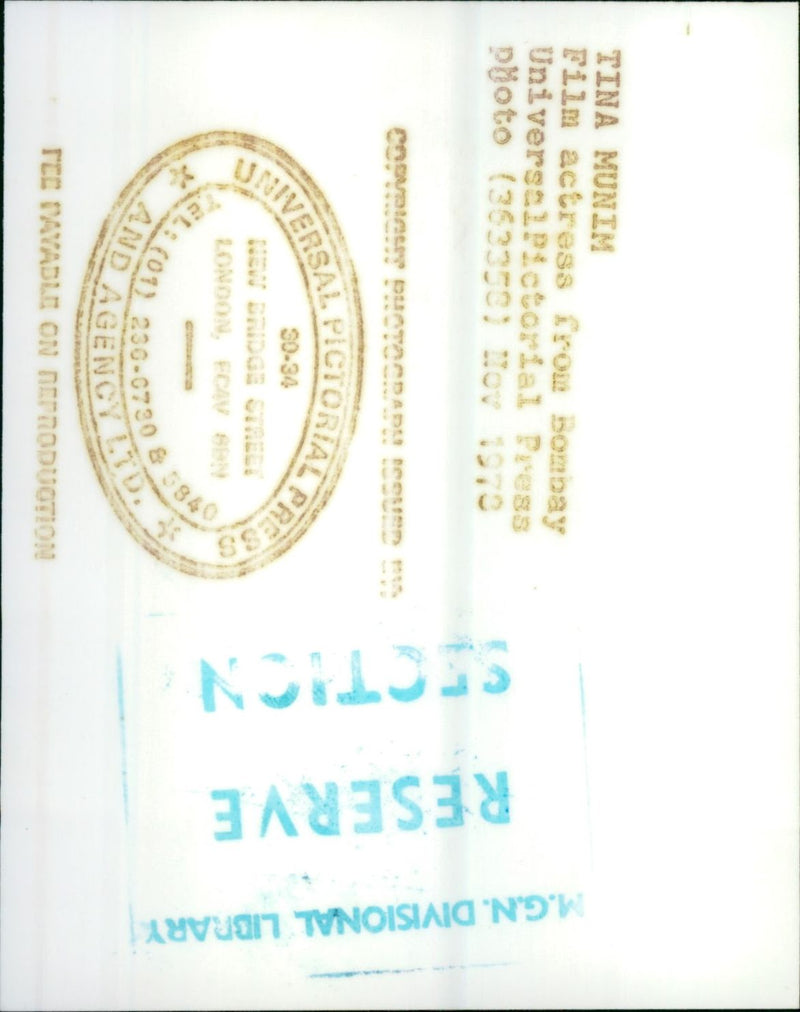 TINA MUNIM
Film actress from Bombay
UniversalPictorial Press
photo (363358) Nov 1978
COPYRIGHT PHOTOGRAPH ISSUED BY
UNIVERSAL PICTORIAL PRESS
AND AGENCY LTD.
30-34
NEW BRIDGE STREET
LONDON, EC4V 6BN
TEL: (01) 236-6730 & 5840
FEE PAYABLE ON REPRODUCTION
M.G.N. DIVISIONAL LIBRARY
RESERVE
SECTION